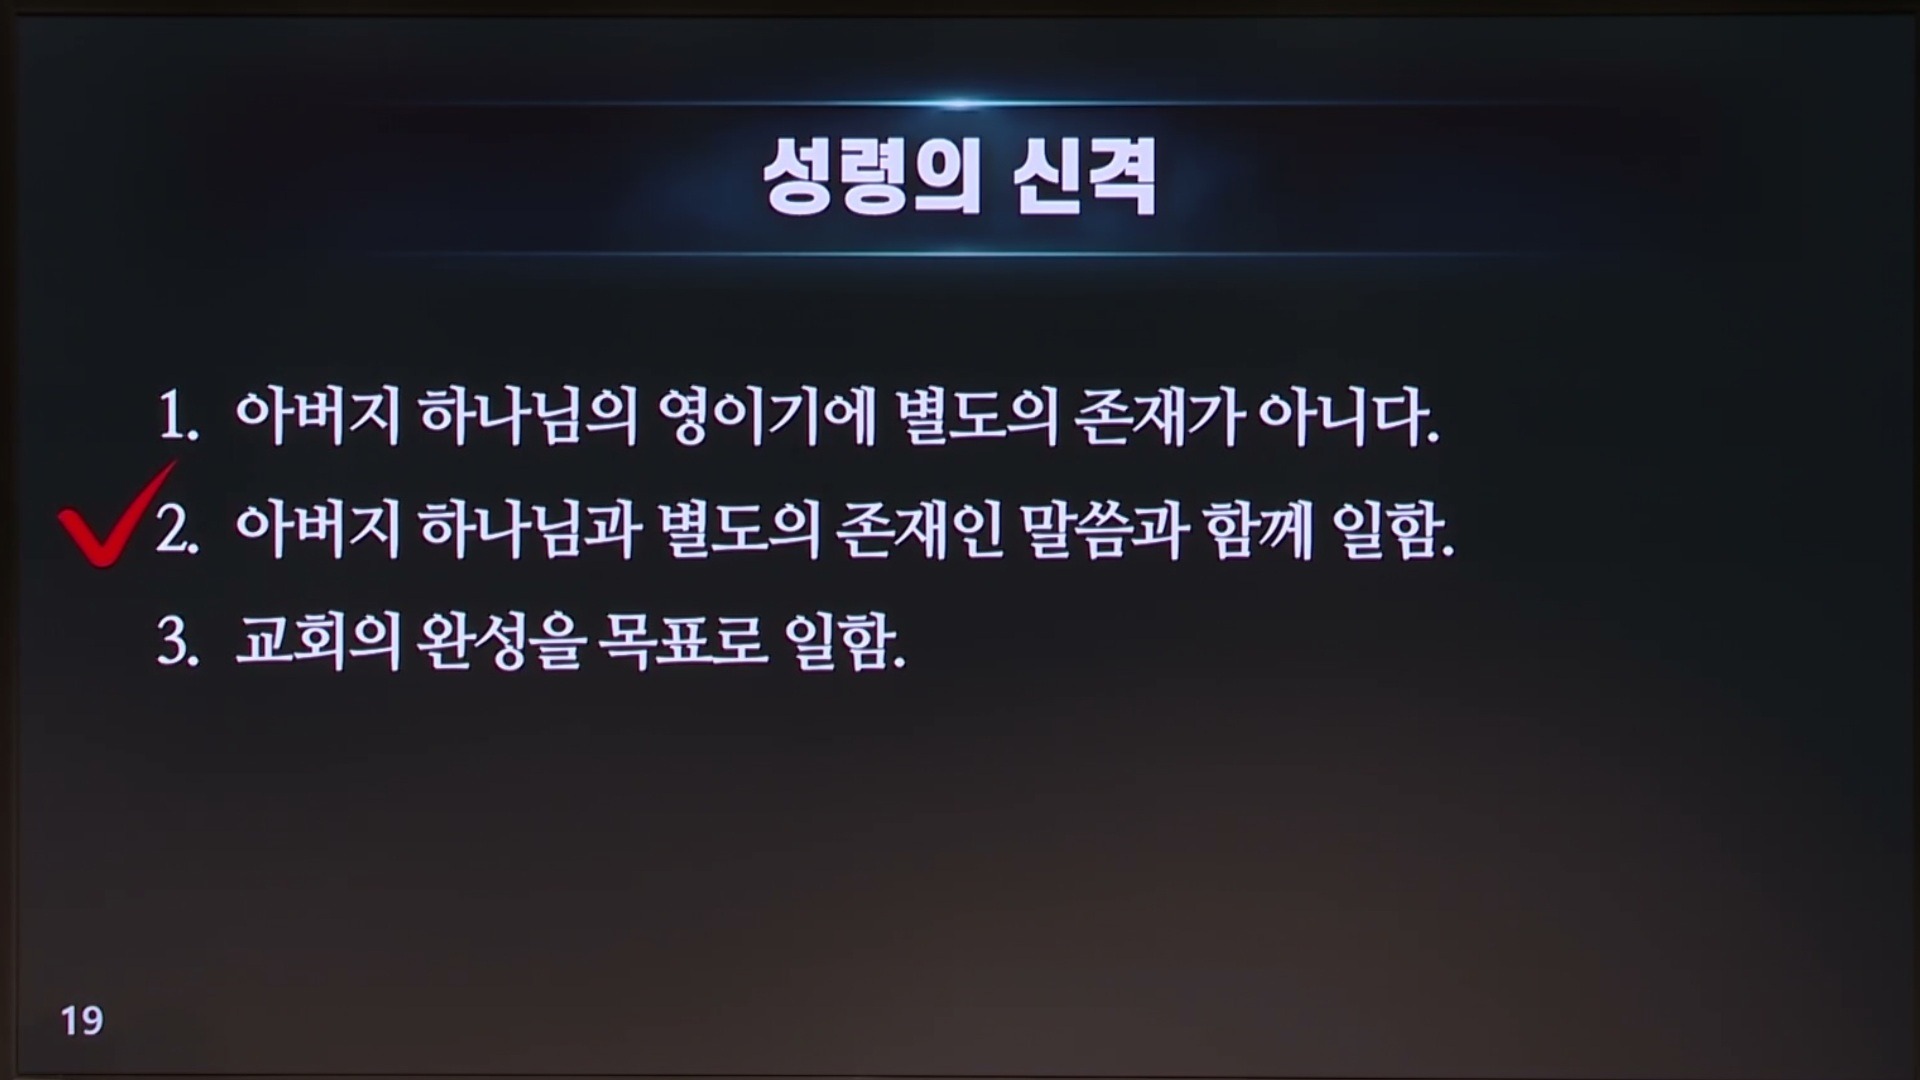 성령의 신격
1. 아버지 하나님의 영이기에 별도의 존재가 아니다.
2. 아버지 하나님과 별도의 존재인 말씀과 함께 일함.
3. 교회의 완성을 목표로 일함.
19